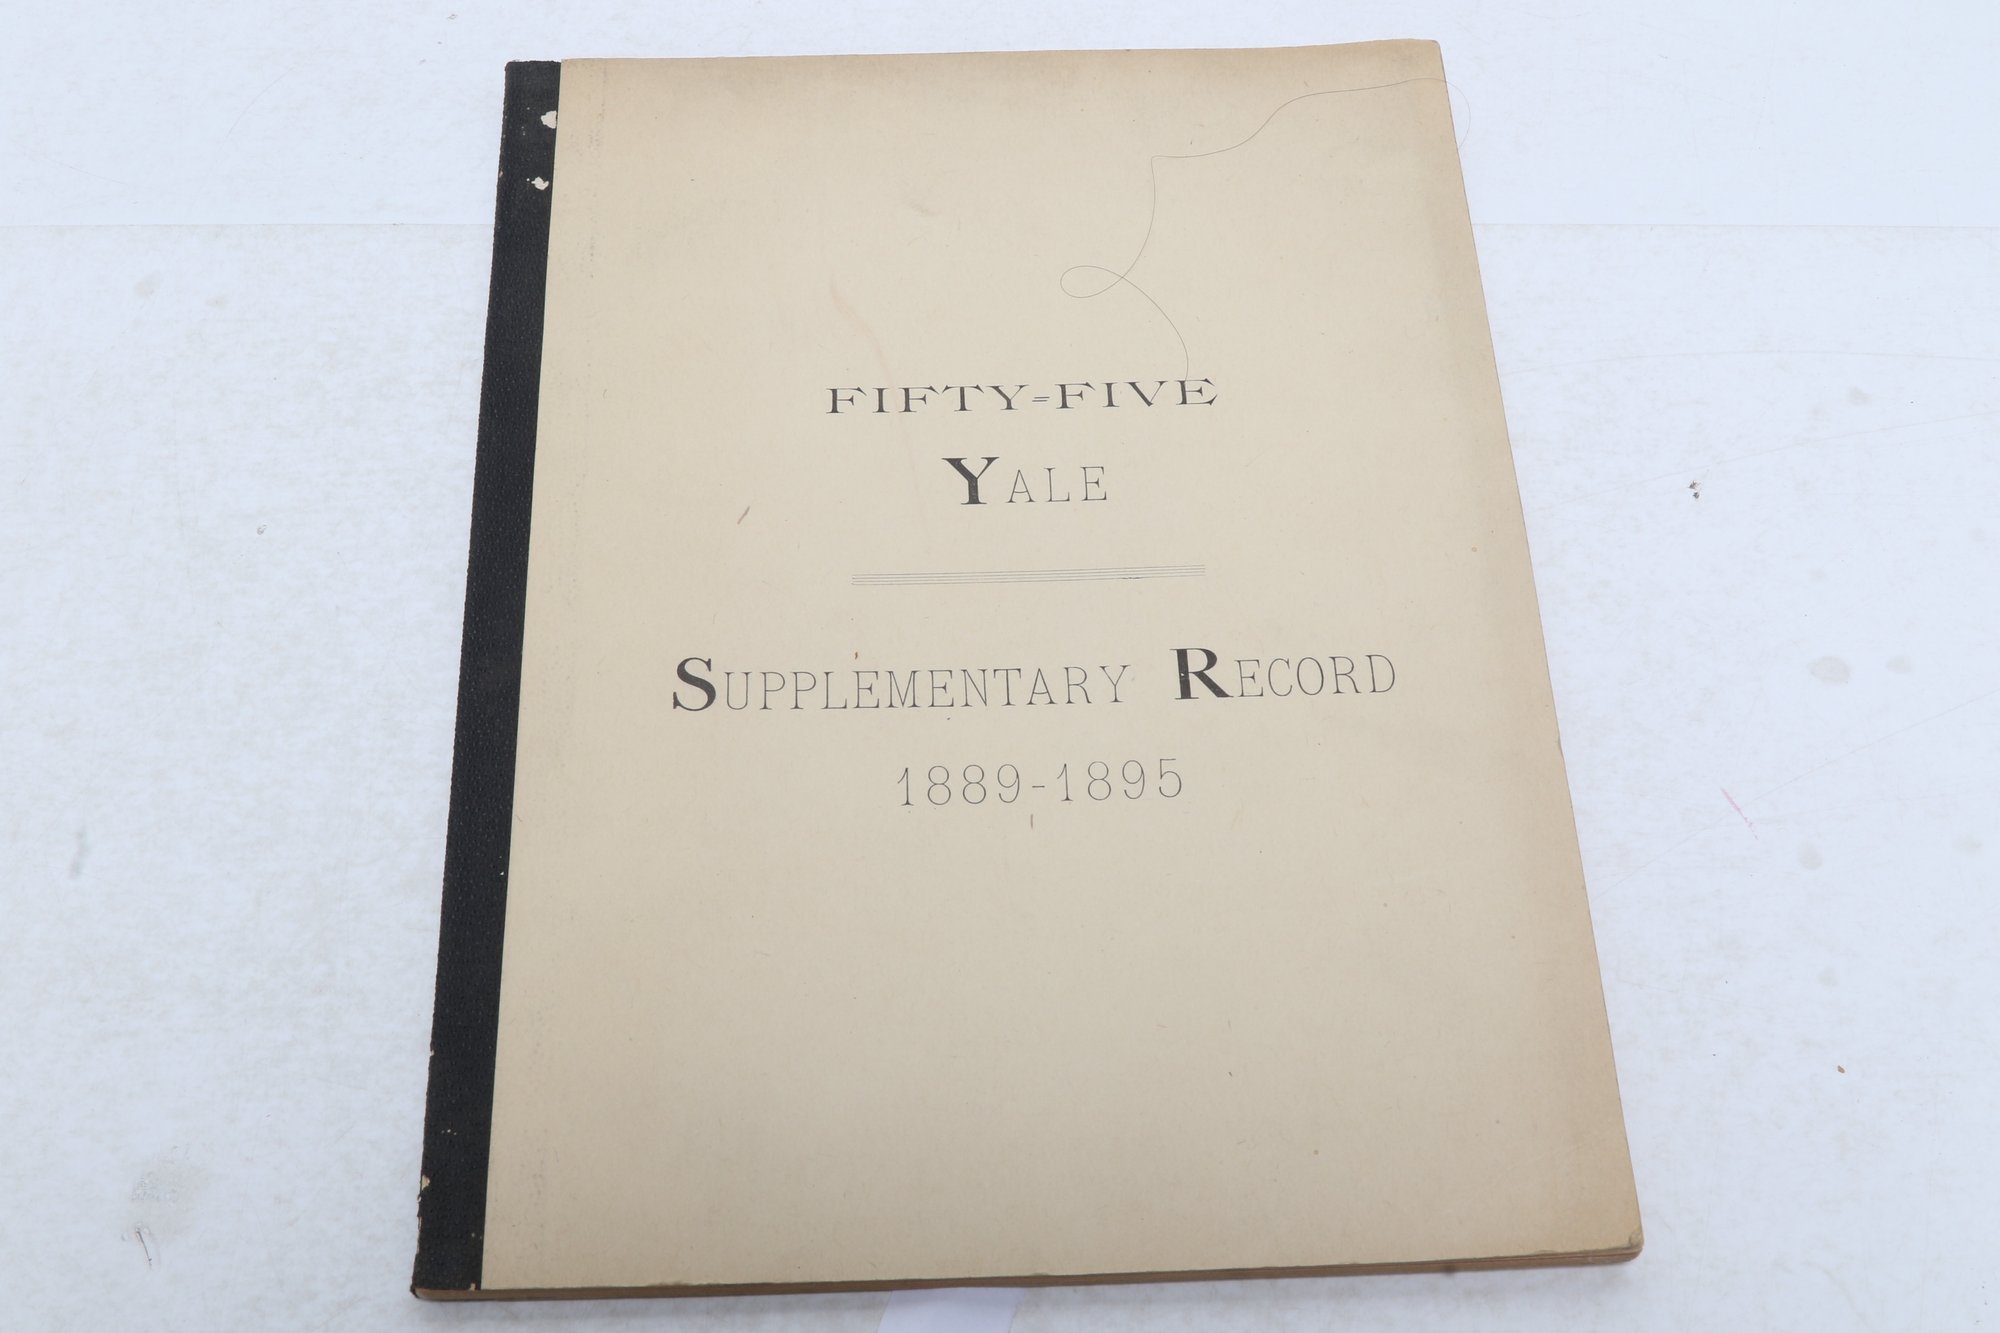 FIFTY=FIVE
YALE
SUPPLEMENTARY RECORD
1889-1895